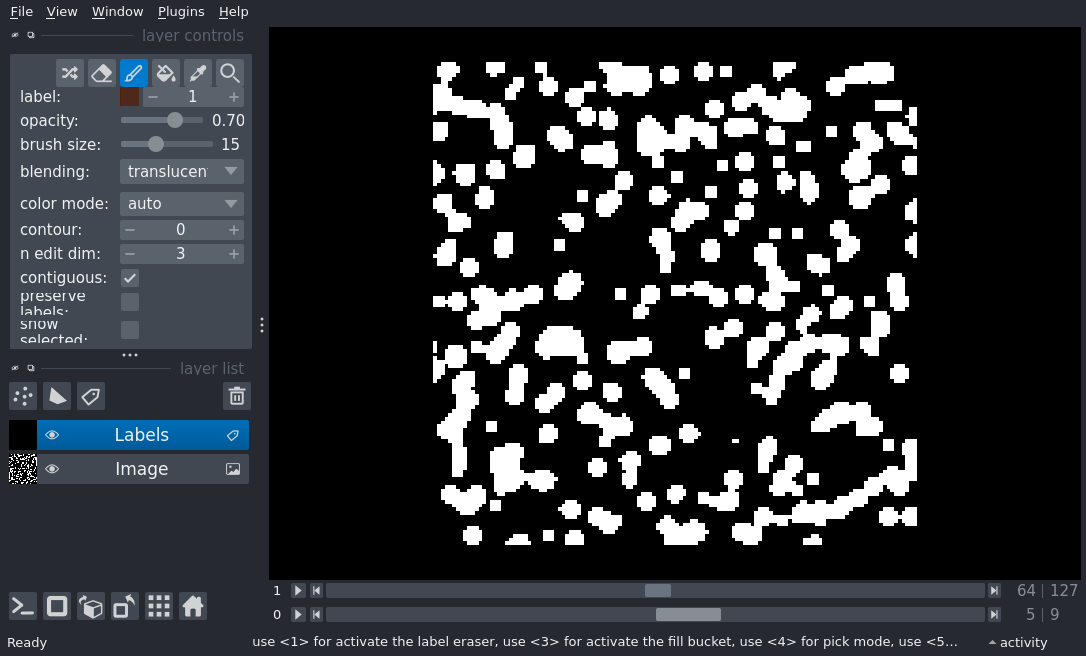 File View Window Plugins Help
layer controls
label: 1
opacity: 0.70
brush size: 15
blending: translucen
color mode: auto
contour: 0
n edit dim: 3
contiguous:
preserve
labels:
show
selected:
layer list
Labels
Image
1 64 127
0 5 9
Ready use <1> for activate the label eraser, use <3> for activate the fill bucket, use <4> for pick mode, use <5... activity